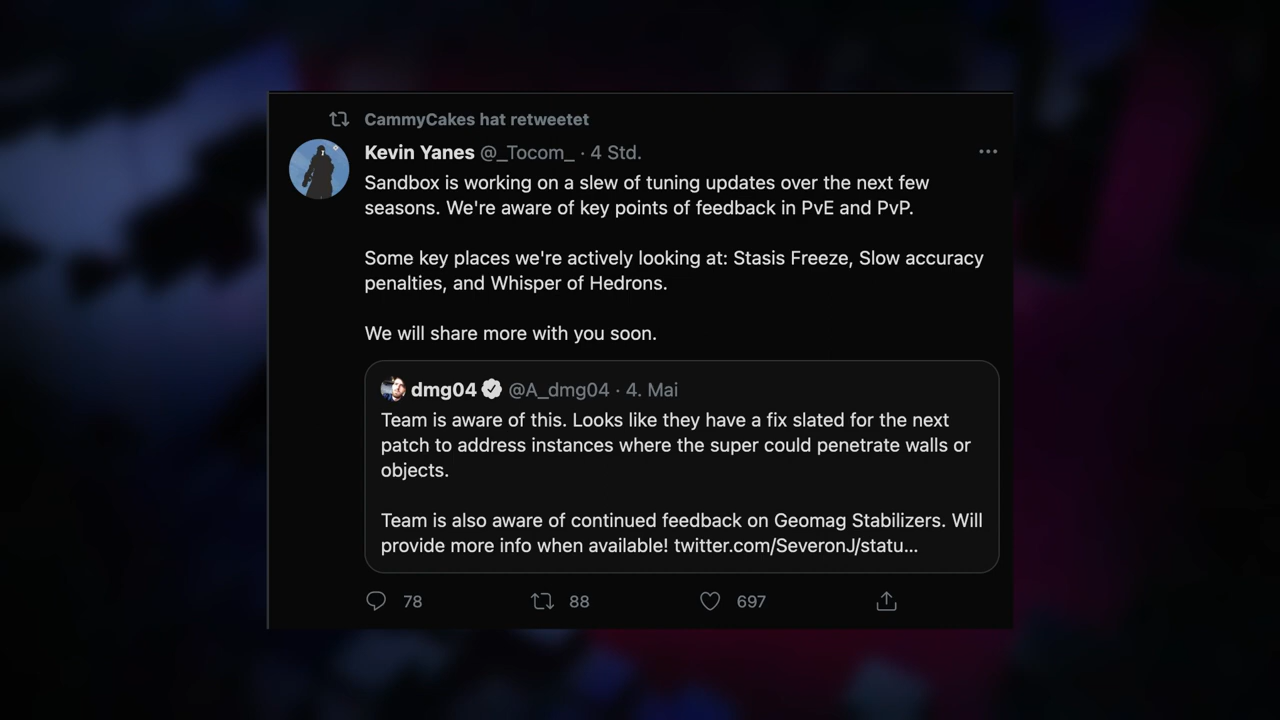 CammyCakes hat retweetet
Kevin Yanes @_Tocom_ · 4 Std.
Sandbox is working on a slew of tuning updates over the next few
seasons. We're aware of key points of feedback in PvE and PvP.
Some key places we're actively looking at: Stasis Freeze, Slow accuracy
penalties, and Whisper of Hedrons.
We will share more with you soon.
dmg04 @A_dmg04 · 4. Mai
Team is aware of this. Looks like they have a fix slated for the next
patch to address instances where the super could penetrate walls or
objects.
Team is also aware of continued feedback on Geomag Stabilizers. Will
provide more info when available! twitter.com/SeveronJ/statu...
78 88 697